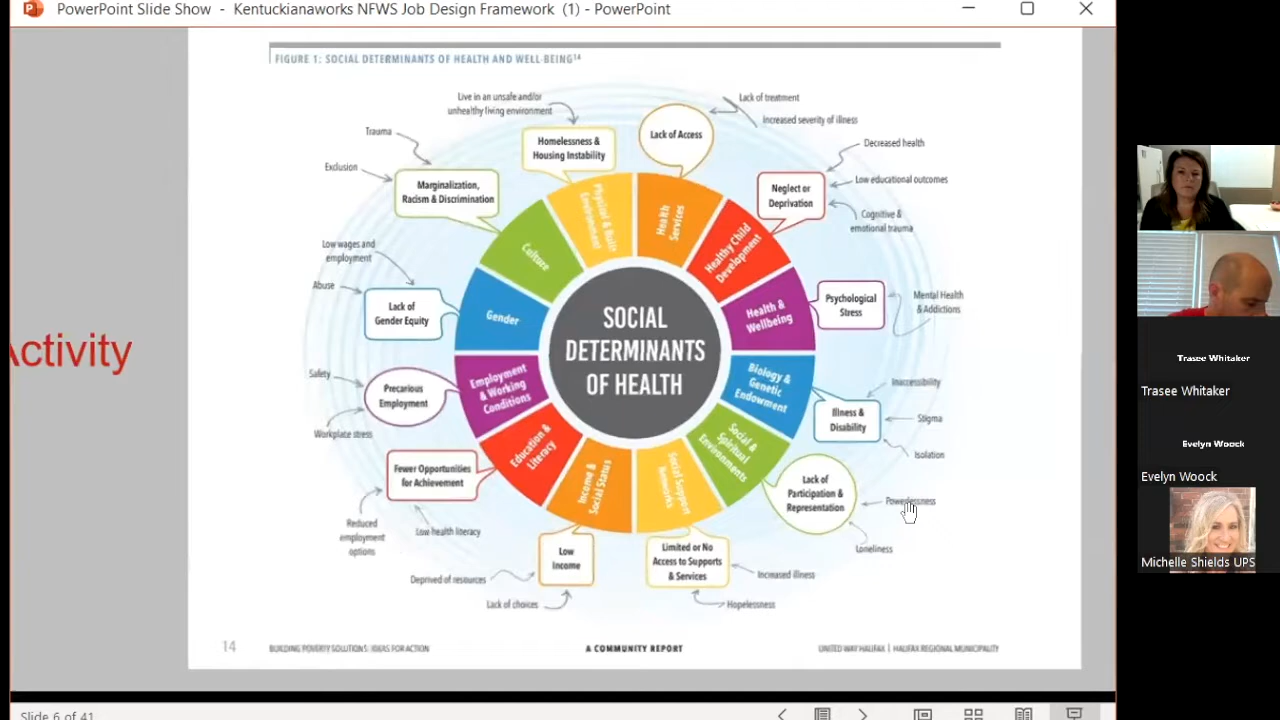 PowerPoint Slide Show - Kentuckianaworks NFWS Job Design Framework (1) - PowerPoint
FIGURE 1: SOCIAL DETERMINANTS OF HEALTH AND WELL-BEING14
Live in an unsafe and/or
unhealthy living environment
Homelessness &
Housing Instability
Trauma
Exclusion
Marginalization,
Racism & Discrimination
Low wages and
employment
Abuse
Lack of
Gender Equity
Safety
Precarious
Employment
Workplace stress
Fewer Opportunities
for Achievement
Reduced
employment
options
Low health literacy
Low
Income
Deprived of resources
Lack of choices
Lack of Access
Lack of treatment
Increased severity of illness
Neglect or
Deprivation
Decreased health
Low educational outcomes
Cognitive &
emotional trauma
Psychological
Stress
Mental Health
& Addictions
Illness &
Disability
Inaccessibility
Stigma
Isolation
Lack of
Participation &
Representation
Powerlessness
Loneliness
Limited or No
Access to Supports
& Services
Increased illness
Hopelessness
Physical & Built
Environment
Health
Services
Healthy Child
Development
Health &
Wellbeing
Biology &
Genetic
Endowment
Social &
Spiritual
Environments
Social Support
Networks
Income &
Social Status
Education &
Literacy
Employment
& Working
Conditions
Gender
Culture
SOCIAL
DETERMINANTS
OF HEALTH
Activity
14
BUILDING POVERTY SOLUTIONS: IDEAS FOR ACTION
A COMMUNITY REPORT
UNITED WAY HALIFAX | HALIFAX REGIONAL MUNICIPALITY
Slide 6 of 41
Trasee Whitaker
Trasee Whitaker
Evelyn Woock
Evelyn Woock
Michelle Shields UPS